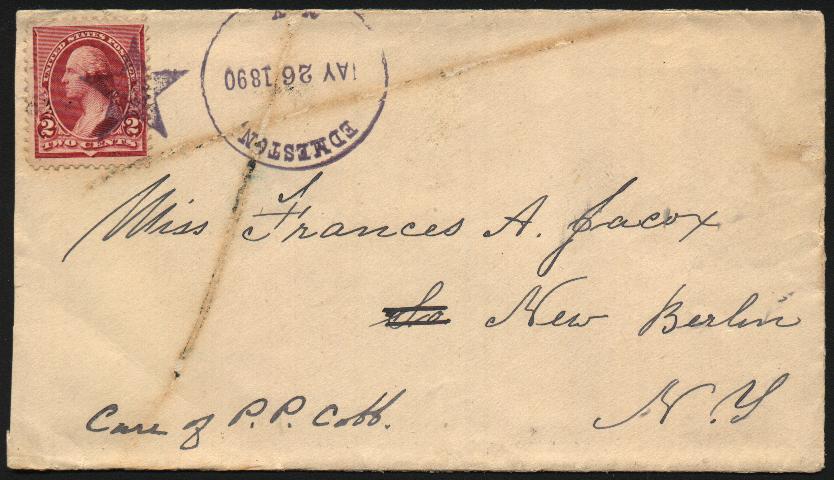 UNITED STATES POSTAGE
2 2
TWO CENTS
EDMESTON
MAY 26 1890
N.Y.
Miss Frances A. Jacox
So New Berlin
N.Y
Care of P.P. Cobb.